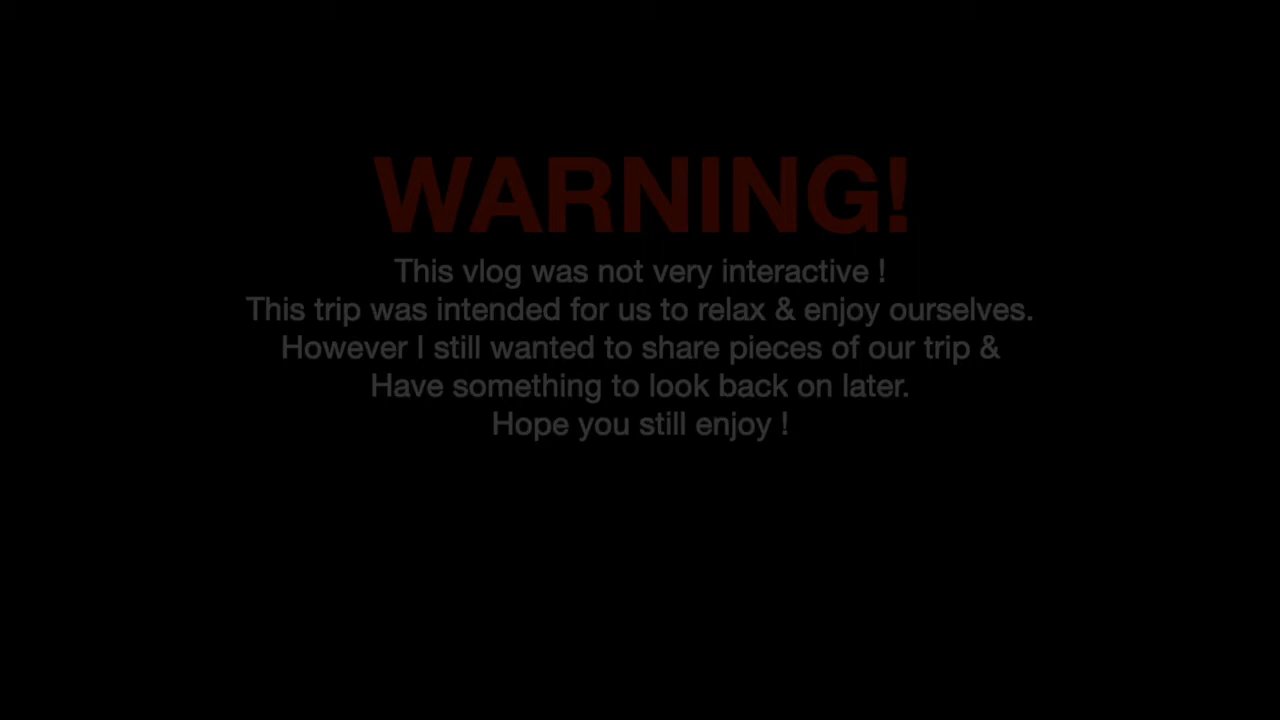 WARNING!
This vlog was not very interactive !
This trip was intended for us to relax & enjoy ourselves.
However I still wanted to share pieces of our trip &
Have something to look back on later.
Hope you still enjoy !